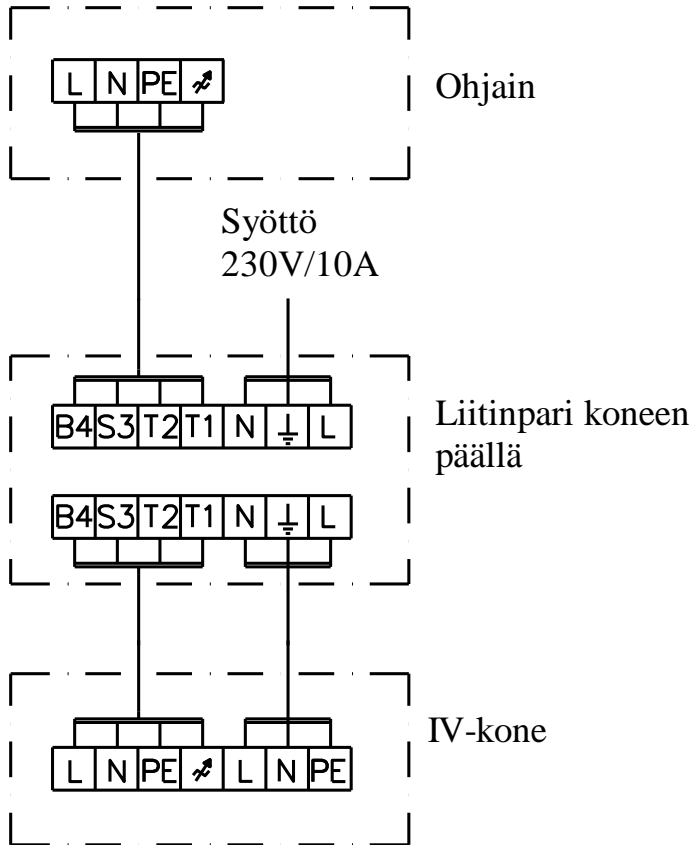 L N PE
Ohjain
Syöttö
230V/10A
B4 S3 T2 T1 N L
Liitinpari koneen
päällä
B4 S3 T2 T1 N L
IV-kone
L N PE L N PE